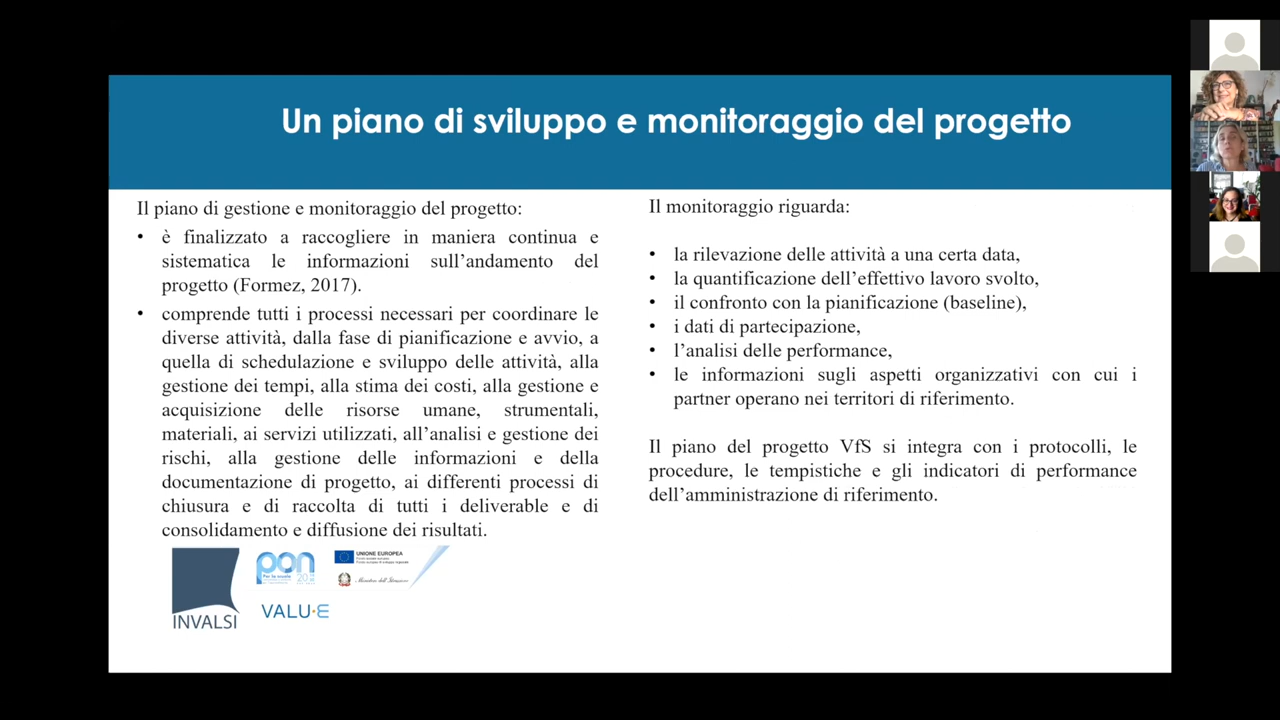 Un piano di sviluppo e monitoraggio del progetto
Il piano di gestione e monitoraggio del progetto:
• è finalizzato a raccogliere in maniera continua e
sistematica le informazioni sull'andamento del
progetto (Formez, 2017).
• comprende tutti i processi necessari per coordinare le
diverse attività, dalla fase di pianificazione e avvio, a
quella di schedulazione e sviluppo delle attività, alla
gestione dei tempi, alla stima dei costi, alla gestione e
acquisizione delle risorse umane, strumentali,
materiali, ai servizi utilizzati, all'analisi e gestione dei
rischi, alla gestione delle informazioni e della
documentazione di progetto, ai differenti processi di
chiusura e di raccolta di tutti i deliverable e di
consolidamento e diffusione dei risultati.
Il monitoraggio riguarda:
• la rilevazione delle attività a una certa data,
• la quantificazione dell'effettivo lavoro svolto,
• il confronto con la pianificazione (baseline),
• i dati di partecipazione,
• l'analisi delle performance,
• le informazioni sugli aspetti organizzativi con cui i
partner operano nei territori di riferimento.
Il piano del progetto VfS si integra con i protocolli, le
procedure, le tempistiche e gli indicatori di performance
dell'amministrazione di riferimento.
INVALSI
pon
Per la scuola
UNIONE EUROPEA
Ministero dell'Istruzione
VALU·E